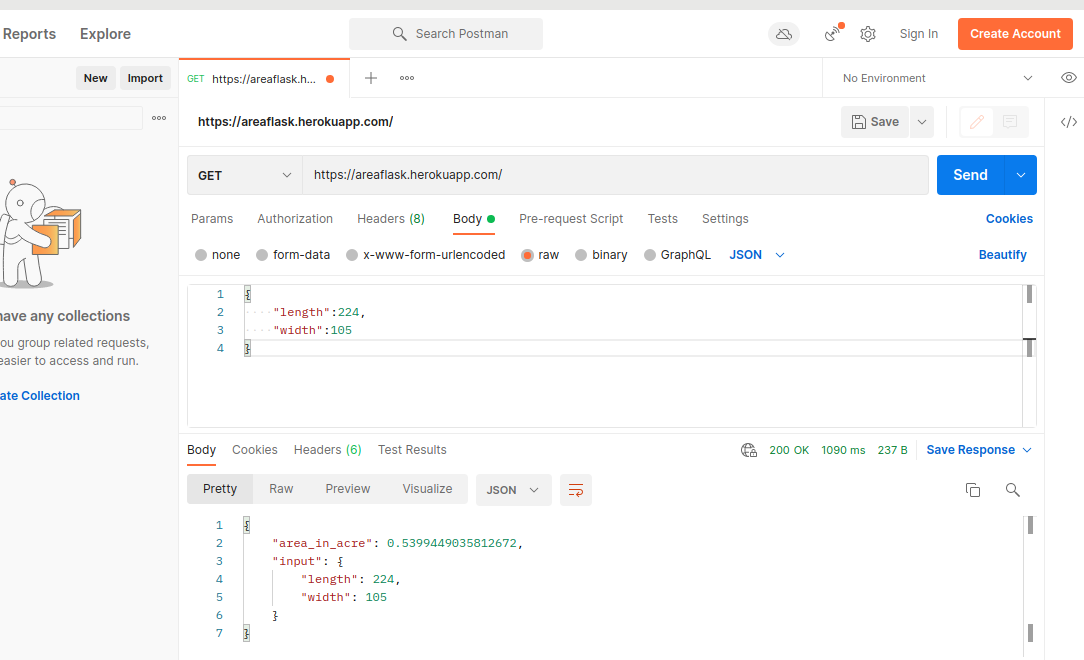 Reports Explore Search Postman Sign In Create Account
New Import GET https://areaflask.h... No Environment
https://areaflask.herokuapp.com/ Save
GET https://areaflask.herokuapp.com/ Send
Params Authorization Headers (8) Body Pre-request Script Tests Settings Cookies
none form-data x-www-form-urlencoded raw binary GraphQL JSON Beautify
1 {
2 "length":224,
3 "width":105
4 }
have any collections
ou group related requests,
easier to access and run.
ate Collection
Body Cookies Headers (6) Test Results 200 OK 1090 ms 237 B Save Response
Pretty Raw Preview Visualize JSON
1 {
2 "area_in_acre": 0.5399449035812672,
3 "input": {
4 "length": 224,
5 "width": 105
6 }
7 }